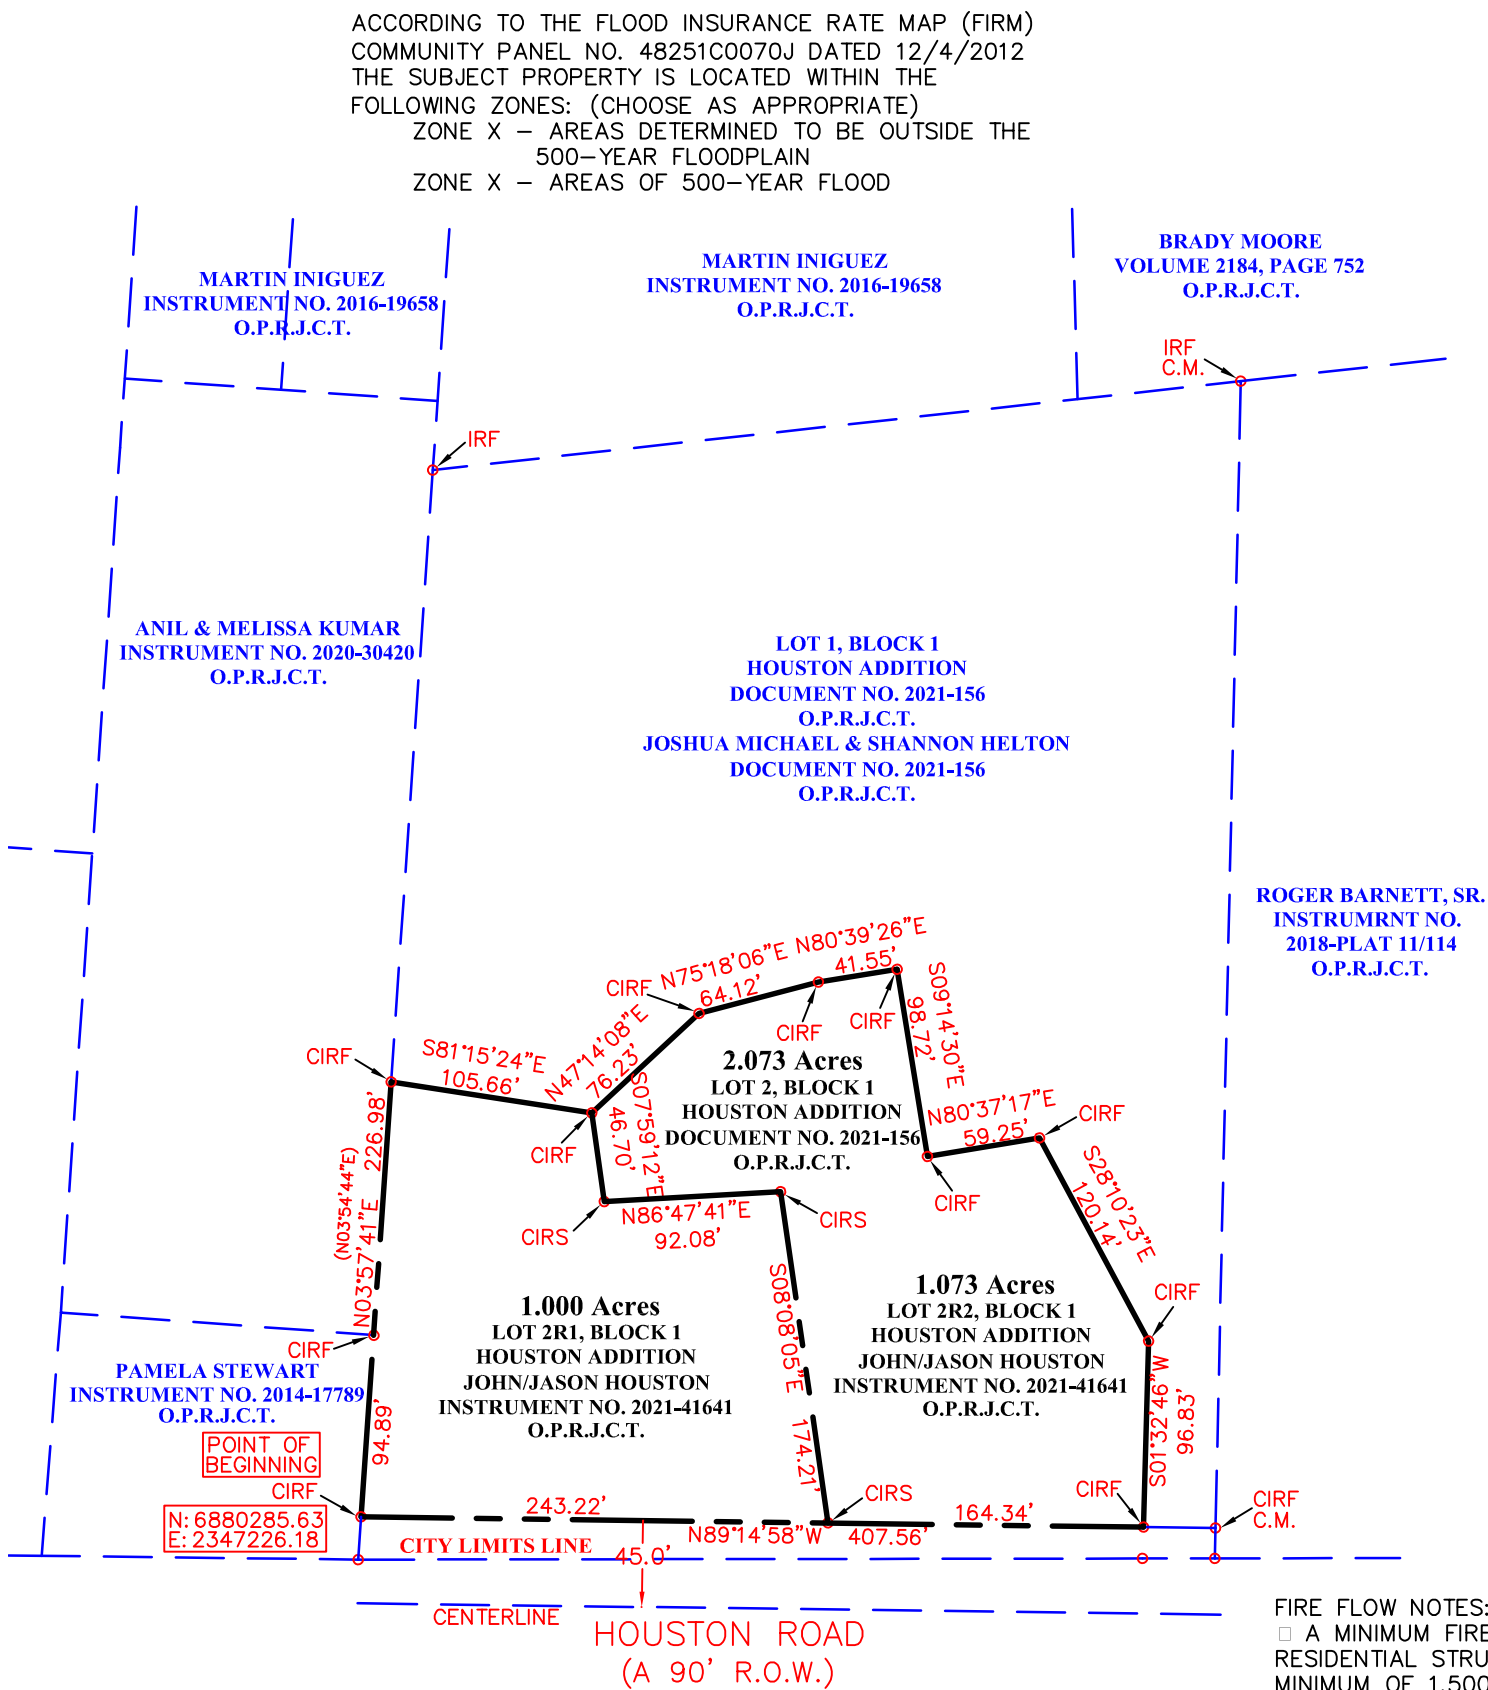 ACCORDING TO THE FLOOD INSURANCE RATE MAP (FIRM)
COMMUNITY PANEL NO. 48251C0070J DATED 12/4/2012
THE SUBJECT PROPERTY IS LOCATED WITHIN THE
FOLLOWING ZONES: (CHOOSE AS APPROPRIATE)
ZONE X – AREAS DETERMINED TO BE OUTSIDE THE
500–YEAR FLOODPLAIN
ZONE X – AREAS OF 500–YEAR FLOOD
MARTIN INIGUEZ
INSTRUMENT NO. 2016-19658
O.P.R.J.C.T.
MARTIN INIGUEZ
INSTRUMENT NO. 2016-19658
O.P.R.J.C.T.
BRADY MOORE
VOLUME 2184, PAGE 752
O.P.R.J.C.T.
IRF
C.M.
IRF
ANIL & MELISSA KUMAR
INSTRUMENT NO. 2020-30420
O.P.R.J.C.T.
LOT 1, BLOCK 1
HOUSTON ADDITION
DOCUMENT NO. 2021-156
O.P.R.J.C.T.
JOSHUA MICHAEL & SHANNON HELTON
DOCUMENT NO. 2021-156
O.P.R.J.C.T.
ROGER BARNETT, SR.
INSTRUMRNT NO.
2018-PLAT 11/114
O.P.R.J.C.T.
CIRF
S81°15'24"E
105.66'
CIRF
N47°14'08"E
76.23'
CIRF
N75°18'06"E
64.12'
CIRF
N80°39'26"E
41.55'
CIRF
S09°14'30"E
98.72'
CIRF
N80°37'17"E
59.25'
CIRF
S28°10'23"E
120.14'
CIRF
S01°32'46"W
96.83'
2.073 Acres
LOT 2, BLOCK 1
HOUSTON ADDITION
DOCUMENT NO. 2021-156
O.P.R.J.C.T.
S07°59'12"E
46.70'
CIRS
N86°47'41"E
92.08'
CIRS
S08°08'05"E 174.21'
(N03°54'44"E)
N03°57'41"E 226.98'
CIRF
94.89'
1.000 Acres
LOT 2R1, BLOCK 1
HOUSTON ADDITION
JOHN/JASON HOUSTON
INSTRUMENT NO. 2021-41641
O.P.R.J.C.T.
1.073 Acres
LOT 2R2, BLOCK 1
HOUSTON ADDITION
JOHN/JASON HOUSTON
INSTRUMENT NO. 2021-41641
O.P.R.J.C.T.
PAMELA STEWART
INSTRUMENT NO. 2014-17789
O.P.R.J.C.T.
POINT OF
BEGINNING
CIRF
N: 6880285.63
E: 2347226.18
243.22'
CIRS
164.34'
CIRF
CIRF
C.M.
N89°14'58"W 407.56'
CITY LIMITS LINE
45.0'
CENTERLINE
HOUSTON ROAD
(A 90' R.O.W.)
FIRE FLOW NOTES:
□ A MINIMUM FIRE
RESIDENTIAL STRU
MINIMUM OF 1,500